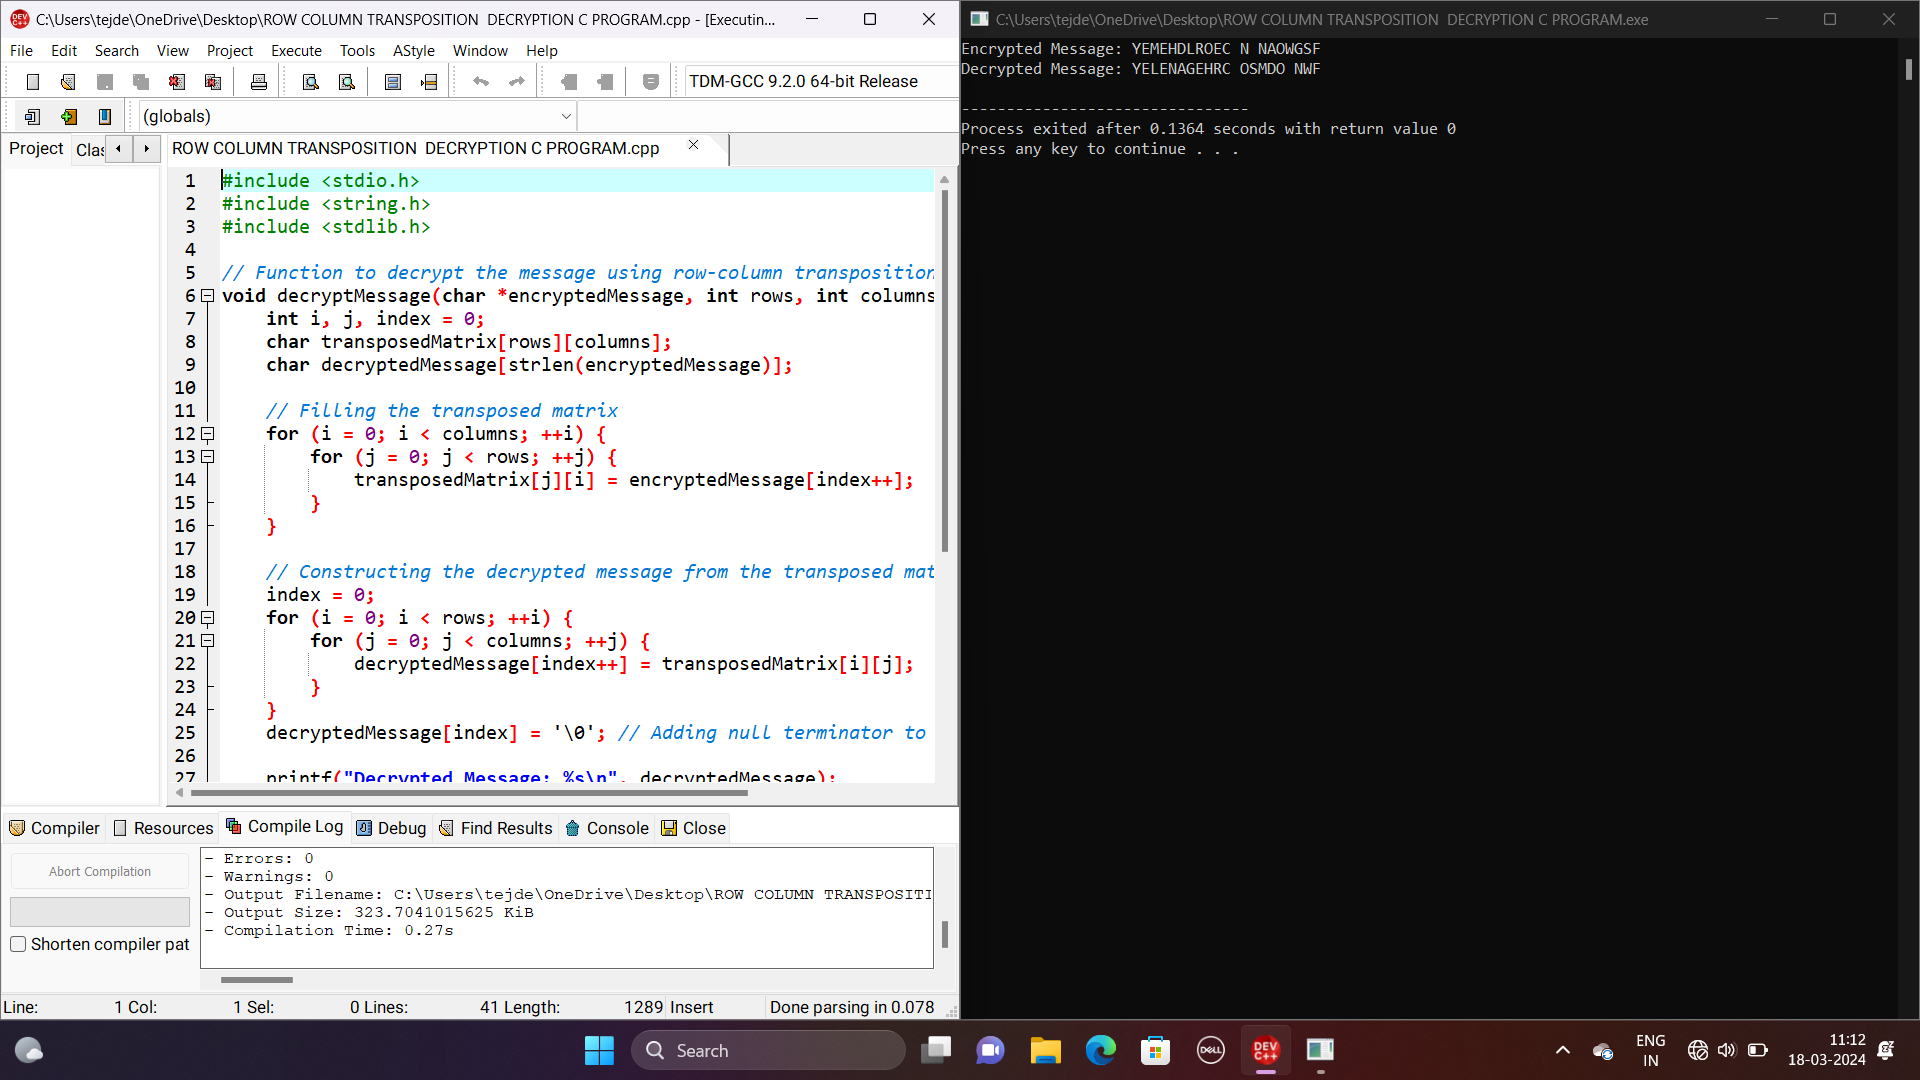 C:\Users\tejde\OneDrive\Desktop\ROW COLUMN TRANSPOSITION  DECRYPTION C PROGRAM.cpp - [Executin...
File Edit Search View Project Execute Tools AStyle Window Help
TDM-GCC 9.2.0 64-bit Release
(globals)
Project Clas ROW COLUMN TRANSPOSITION  DECRYPTION C PROGRAM.cpp
1 #include <stdio.h>
2 #include <string.h>
3 #include <stdlib.h>
4
5 // Function to decrypt the message using row-column transposition
6 void decryptMessage(char *encryptedMessage, int rows, int columns
7     int i, j, index = 0;
8     char transposedMatrix[rows][columns];
9     char decryptedMessage[strlen(encryptedMessage)];
10
11     // Filling the transposed matrix
12     for (i = 0; i < columns; ++i) {
13         for (j = 0; j < rows; ++j) {
14             transposedMatrix[j][i] = encryptedMessage[index++];
15         }
16     }
17
18     // Constructing the decrypted message from the transposed mat
19     index = 0;
20     for (i = 0; i < rows; ++i) {
21         for (j = 0; j < columns; ++j) {
22             decryptedMessage[index++] = transposedMatrix[i][j];
23         }
24     }
25     decryptedMessage[index] = '\0'; // Adding null terminator to
26
27     printf("Decrypted Message: %s\n", decryptedMessage);
Compiler Resources Compile Log Debug Find Results Console Close
Abort Compilation
Shorten compiler pat
- Errors: 0
- Warnings: 0
- Output Filename: C:\Users\tejde\OneDrive\Desktop\ROW COLUMN TRANSPOSITI
- Output Size: 323.7041015625 KiB
- Compilation Time: 0.27s
Line: 1 Col: 1 Sel: 0 Lines: 41 Length: 1289 Insert Done parsing in 0.078
C:\Users\tejde\OneDrive\Desktop\ROW COLUMN TRANSPOSITION  DECRYPTION C PROGRAM.exe
Encrypted Message: YEMEHDLROEC N NAOWGSF
Decrypted Message: YELENAGEHRC OSMDO NWF
--------------------------------
Process exited after 0.1364 seconds with return value 0
Press any key to continue . . .
Search
DELL
DEV C++
ENG
IN
11:12
18-03-2024